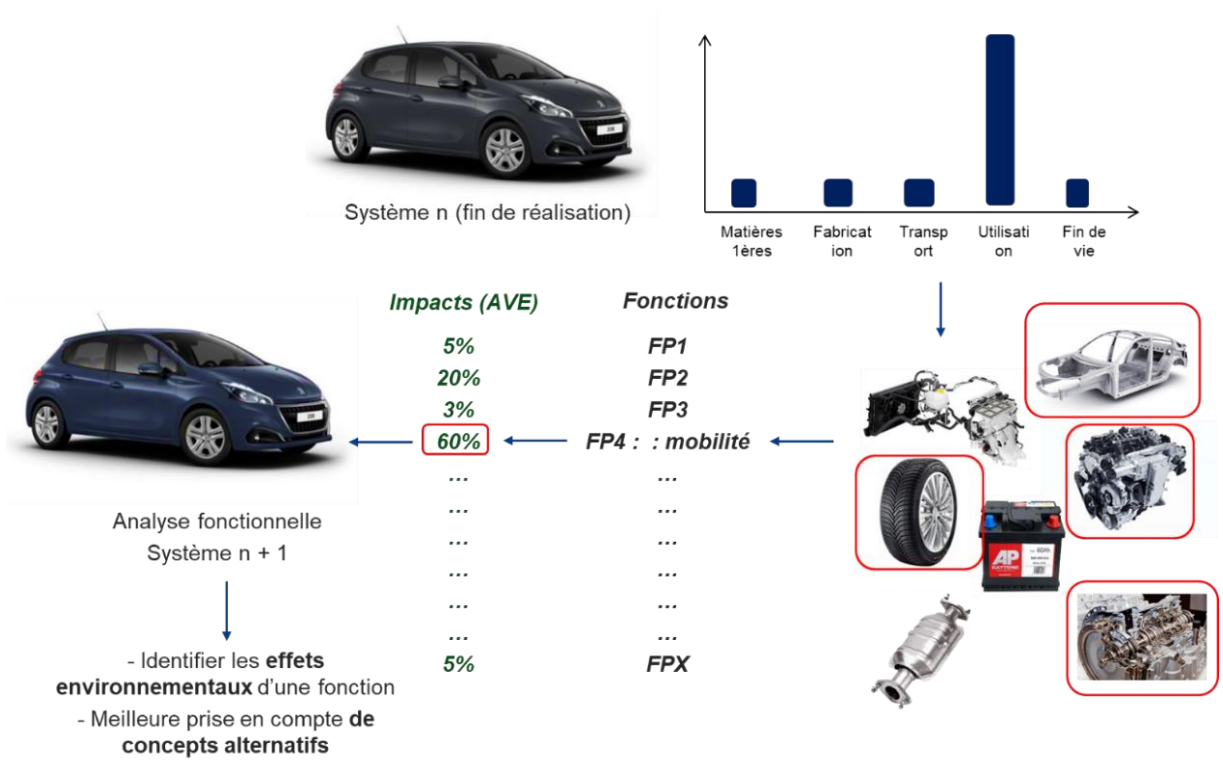 Système n (fin de réalisation)
Matières
1ères
Fabricat
ion
Transp
ort
Utilisati
on
Fin de
vie
Impacts (AVE)
Fonctions
5%
FP1
20%
FP2
3%
FP3
60%
FP4 : : mobilité
...
...
...
...
...
...
...
...
...
...
...
...
5%
FPX
Analyse fonctionnelle
Système n + 1
- Identifier les effets
environnementaux d'une fonction
- Meilleure prise en compte de
concepts alternatifs
AP
60Ah